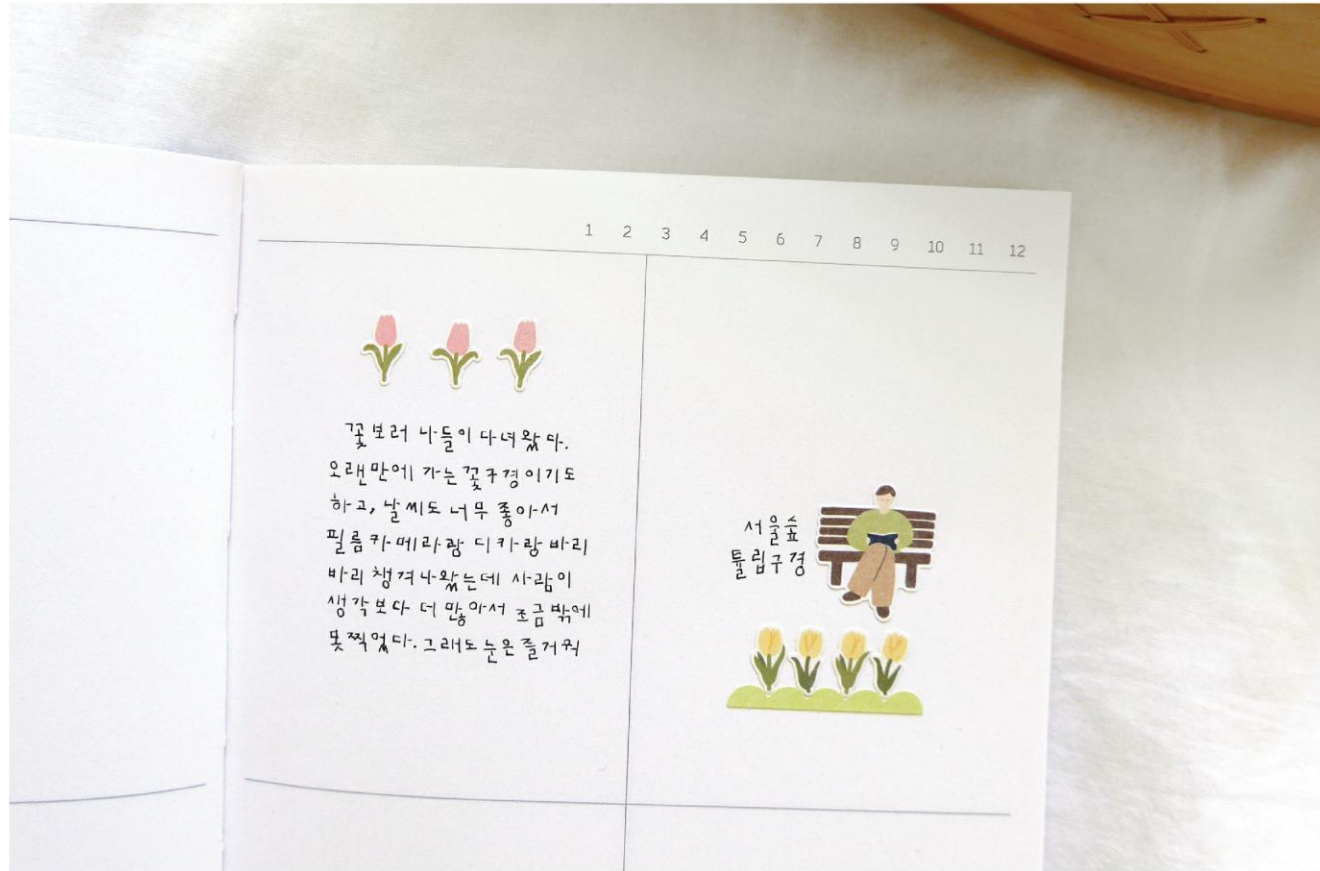 1 2 3 4 5 6 7 8 9 10 11 12
꽃보러 나들이 다녀왔다.
오랜만에 가는 꽃구경이기도
하고, 날씨도 너무 좋아서
필름카메라랑 디카랑 바리
바리 챙겨나왔는데 사람이
생각보다 더 많아서 조금밖에
못찍었다. 그래도 눈은 즐거워
서울숲
튤립구경